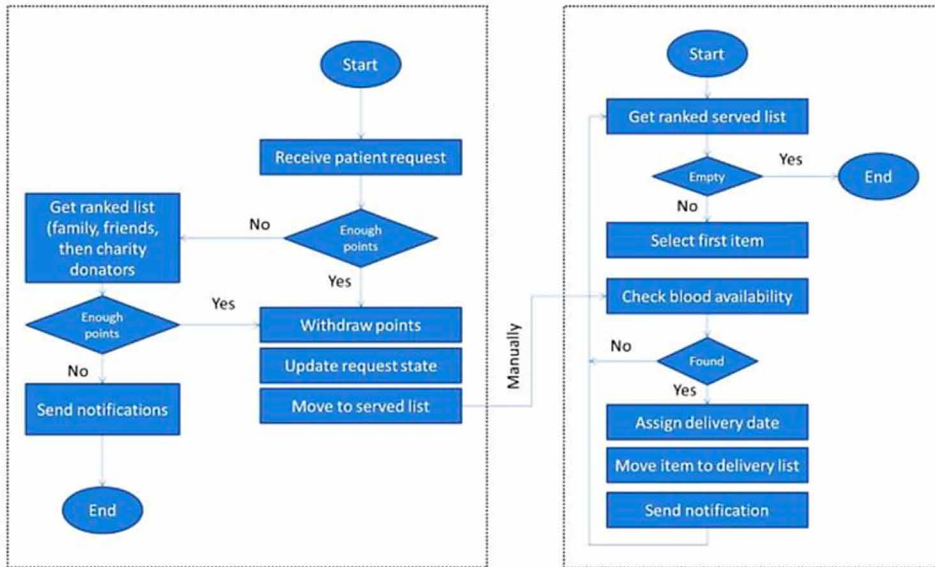 Start
Receive patient request
Enough
points
No
Yes
Get ranked list
(family, friends,
then charity
donators
Enough
points
Yes
No
Send notifications
End
Withdraw points
Update request state
Move to served list
Manually
Start
Get ranked served list
Empty
Yes
End
No
Select first item
Check blood availability
Found
No
Yes
Assign delivery date
Move item to delivery list
Send notification